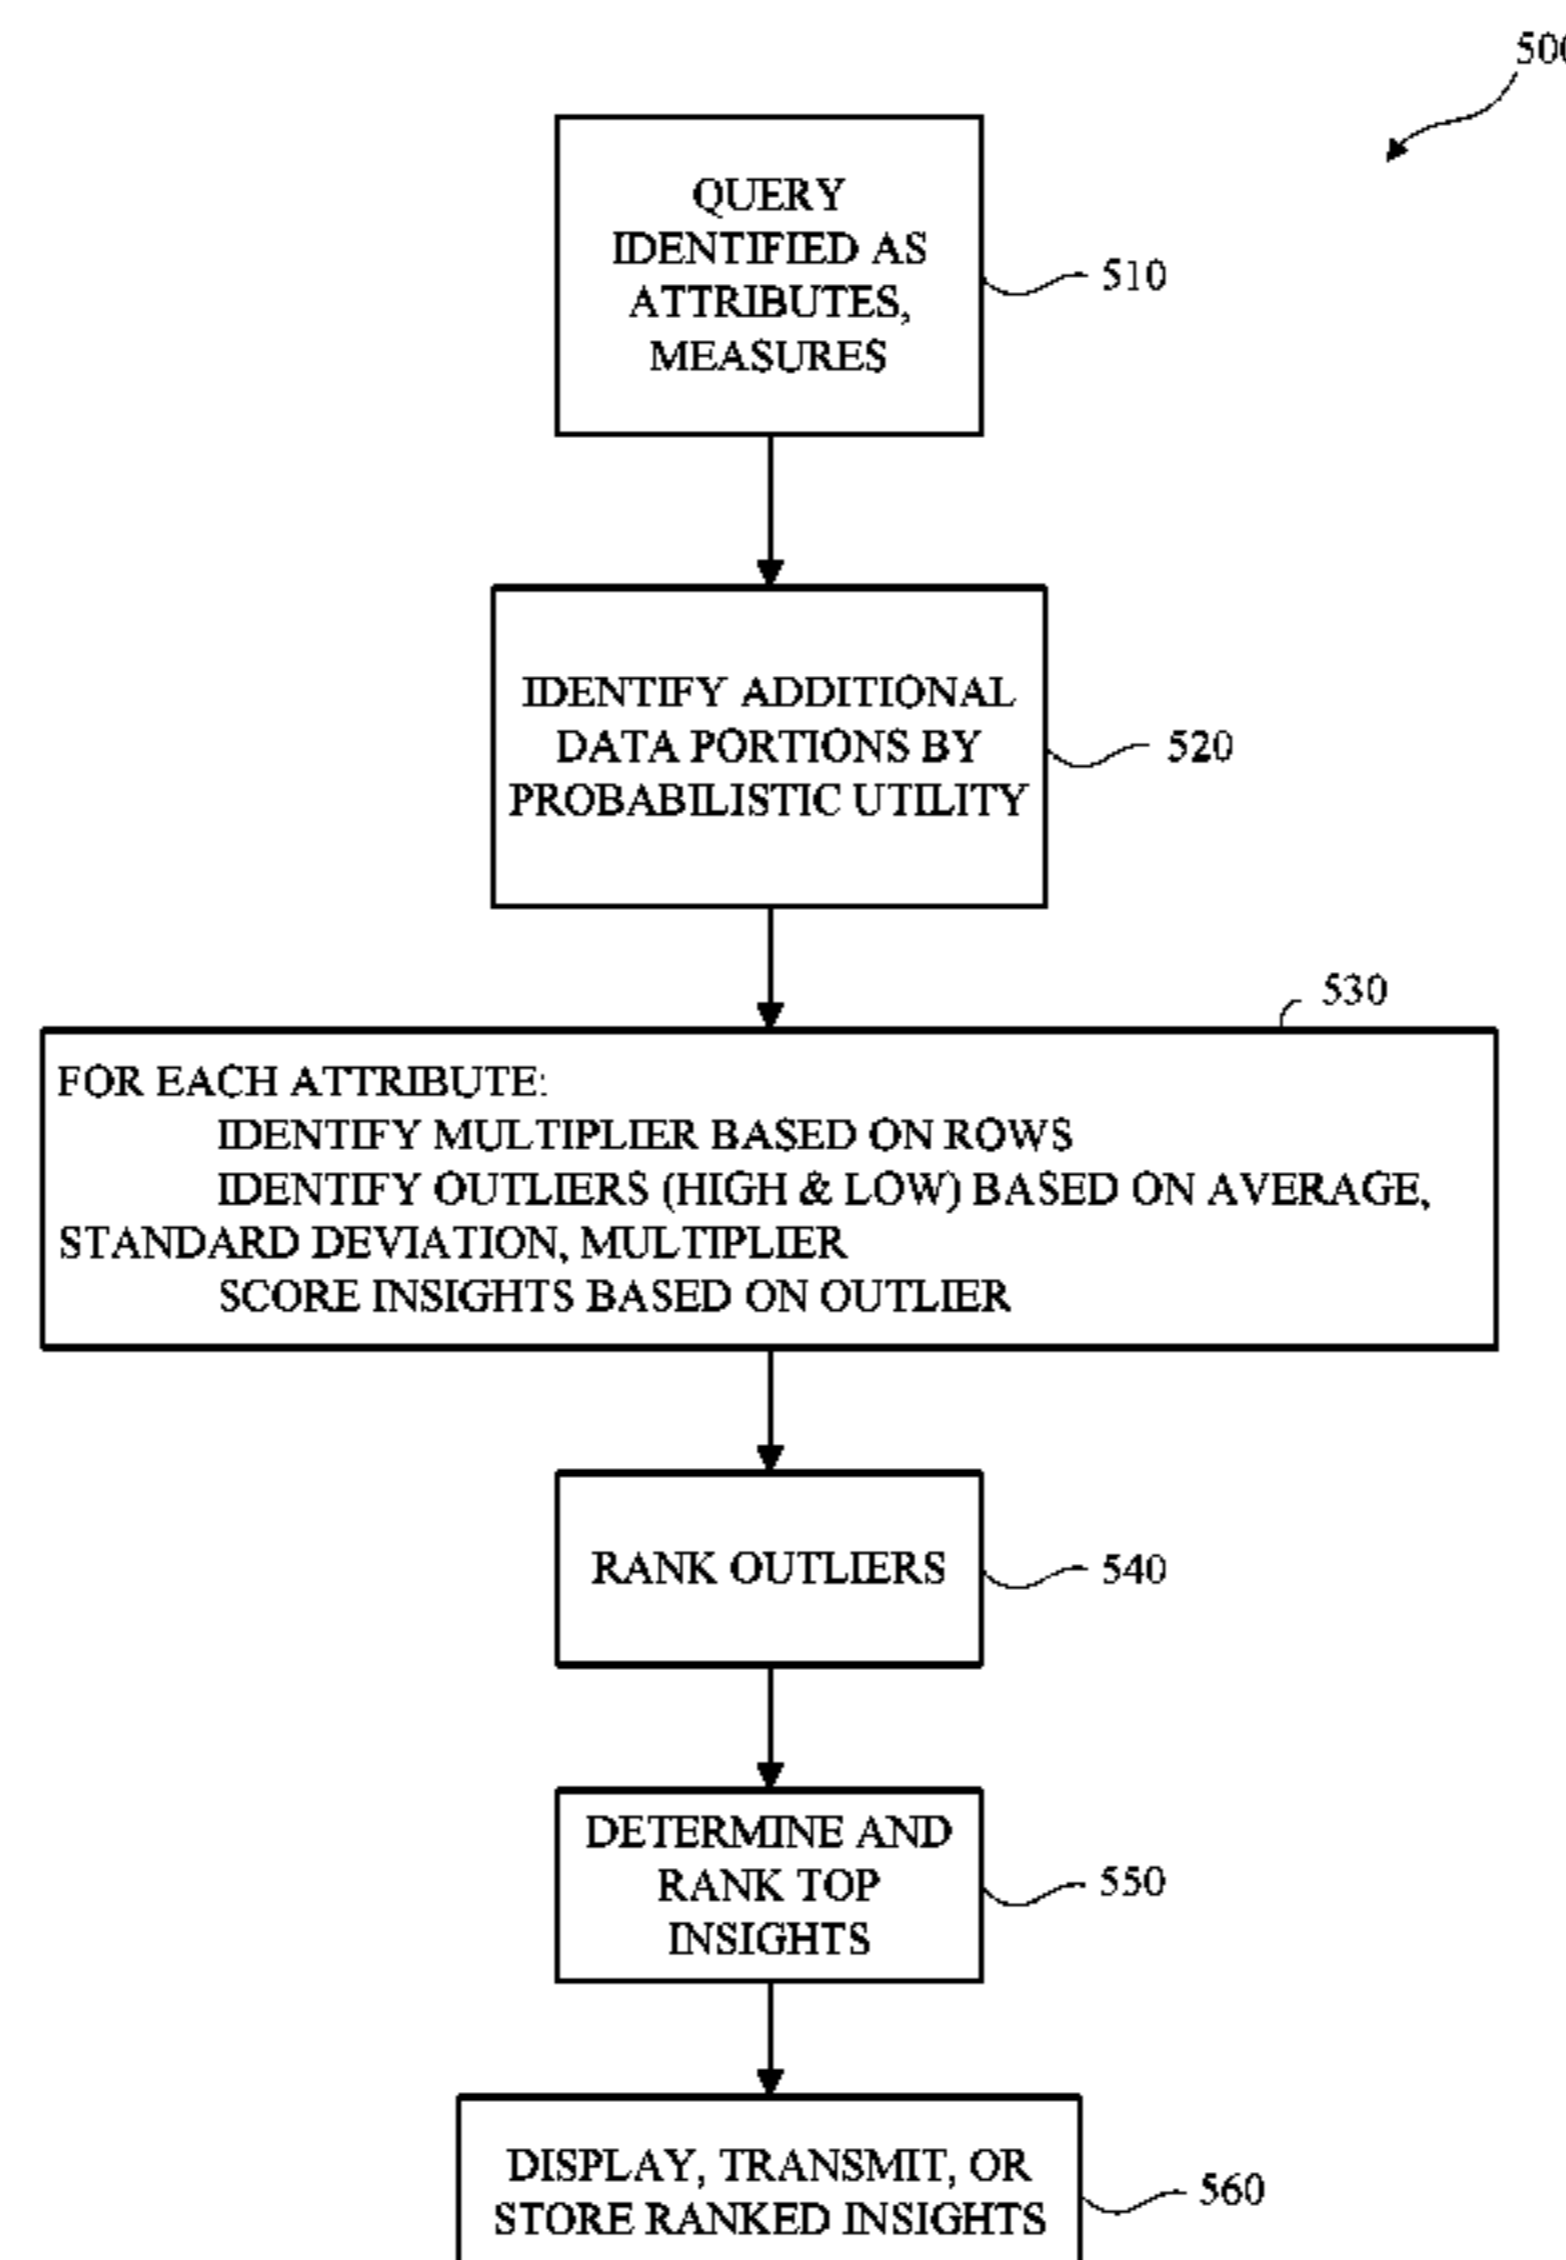 500
QUERY
IDENTIFIED AS
ATTRIBUTES,
MEASURES
510
IDENTIFY ADDITIONAL
DATA PORTIONS BY
PROBABILISTIC UTILITY
520
530
FOR EACH ATTRIBUTE:
IDENTIFY MULTIPLIER BASED ON ROWS
IDENTIFY OUTLIERS (HIGH & LOW) BASED ON AVERAGE,
STANDARD DEVIATION, MULTIPLIER
SCORE INSIGHTS BASED ON OUTLIER
RANK OUTLIERS
540
DETERMINE AND
RANK TOP
INSIGHTS
550
DISPLAY, TRANSMIT, OR
STORE RANKED INSIGHTS
560